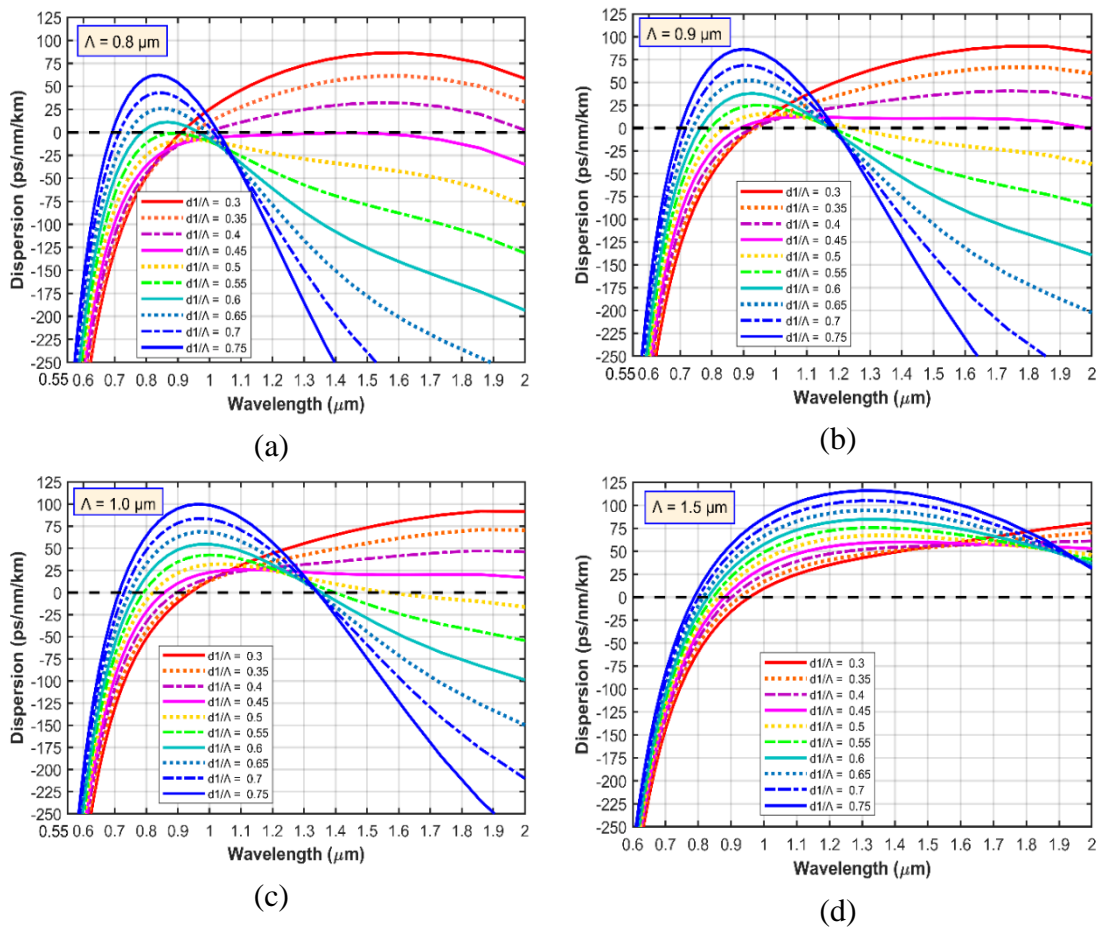 Λ = 0.8 μm
Dispersion (ps/nm/km)
125
100
75
50
25
0
-25
-50
-75
-100
-125
-150
-175
-200
-225
-250
d1/Λ = 0.3
d1/Λ = 0.35
d1/Λ = 0.4
d1/Λ = 0.45
d1/Λ = 0.5
d1/Λ = 0.55
d1/Λ = 0.6
d1/Λ = 0.65
d1/Λ = 0.7
d1/Λ = 0.75
0.55 0.6 0.7 0.8 0.9 1 1.1 1.2 1.3 1.4 1.5 1.6 1.7 1.8 1.9 2
Wavelength (μm)
(a)
Λ = 0.9 μm
Dispersion (ps/nm/km)
125
100
75
50
25
0
-25
-50
-75
-100
-125
-150
-175
-200
-225
-250
d1/Λ = 0.3
d1/Λ = 0.35
d1/Λ = 0.4
d1/Λ = 0.45
d1/Λ = 0.5
d1/Λ = 0.55
d1/Λ = 0.6
d1/Λ = 0.65
d1/Λ = 0.7
d1/Λ = 0.75
0.55 0.6 0.7 0.8 0.9 1 1.1 1.2 1.3 1.4 1.5 1.6 1.7 1.8 1.9 2
Wavelength (μm)
(b)
Λ = 1.0 μm
Dispersion (ps/nm/km)
125
100
75
50
25
0
-25
-50
-75
-100
-125
-150
-175
-200
-225
-250
d1/Λ = 0.3
d1/Λ = 0.35
d1/Λ = 0.4
d1/Λ = 0.45
d1/Λ = 0.5
d1/Λ = 0.55
d1/Λ = 0.6
d1/Λ = 0.65
d1/Λ = 0.7
d1/Λ = 0.75
0.55 0.6 0.7 0.8 0.9 1 1.1 1.2 1.3 1.4 1.5 1.6 1.7 1.8 1.9 2
Wavelength (μm)
(c)
Λ = 1.5 μm
Dispersion (ps/nm/km)
125
100
75
50
25
0
-25
-50
-75
-100
-125
-150
-175
-200
-225
-250
d1/Λ = 0.3
d1/Λ = 0.35
d1/Λ = 0.4
d1/Λ = 0.45
d1/Λ = 0.5
d1/Λ = 0.55
d1/Λ = 0.6
d1/Λ = 0.65
d1/Λ = 0.7
d1/Λ = 0.75
0.6 0.7 0.8 0.9 1 1.1 1.2 1.3 1.4 1.5 1.6 1.7 1.8 1.9 2
Wavelength (μm)
(d)